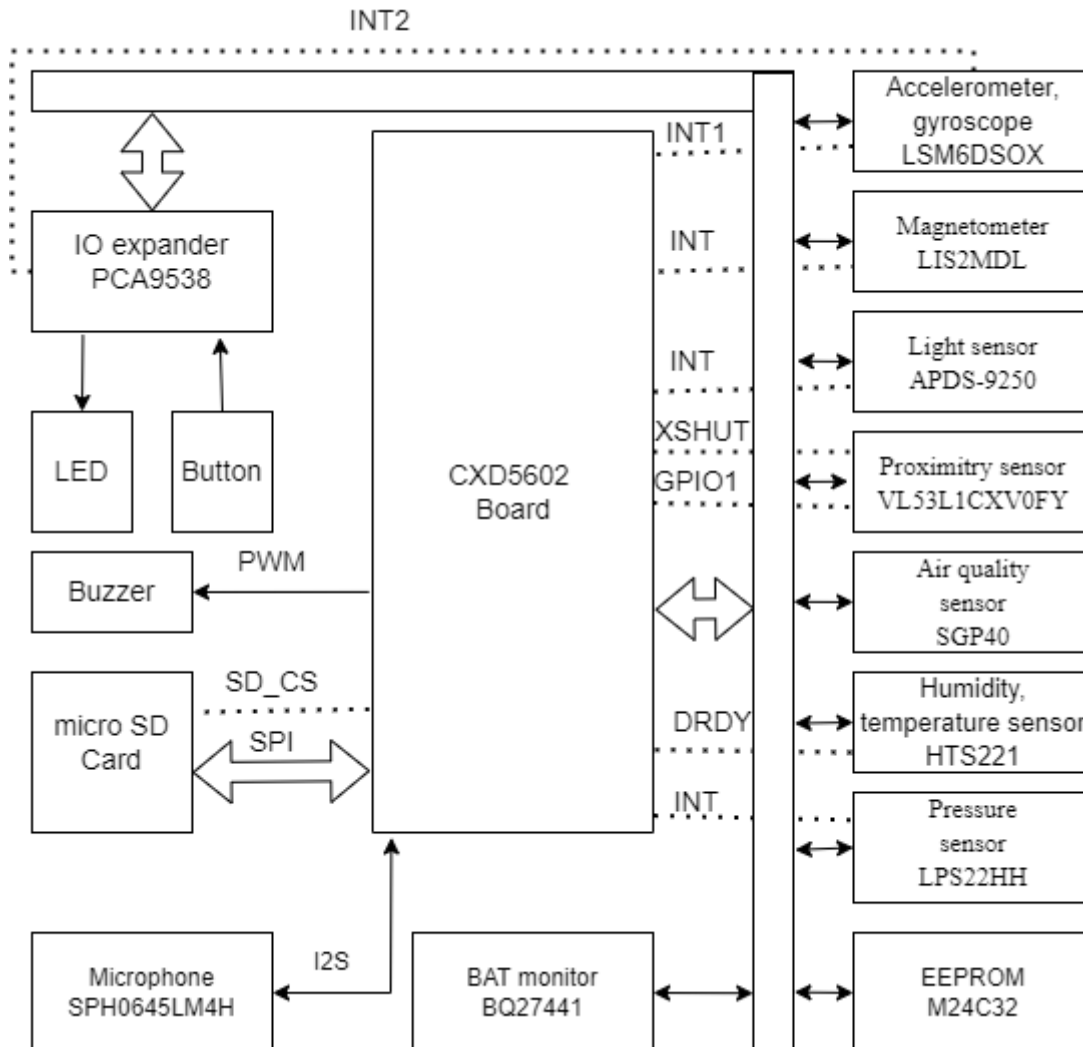 INT2
Accelerometer,
gyroscope
LSM6DSOX
INT1
IO expander
PCA9538
INT
Magnetometer
LIS2MDL
INT
Light sensor
APDS-9250
LED
Button
CXD5602
Board
XSHUT
GPIO1
Proximitry sensor
VL53L1CXV0FY
Buzzer
PWM
Air quality
sensor
SGP40
micro SD
Card
SD_CS
SPI
DRDY
Humidity,
temperature sensor
HTS221
INT
Pressure
sensor
LPS22HH
Microphone
SPH0645LM4H
I2S
BAT monitor
BQ27441
EEPROM
M24C32